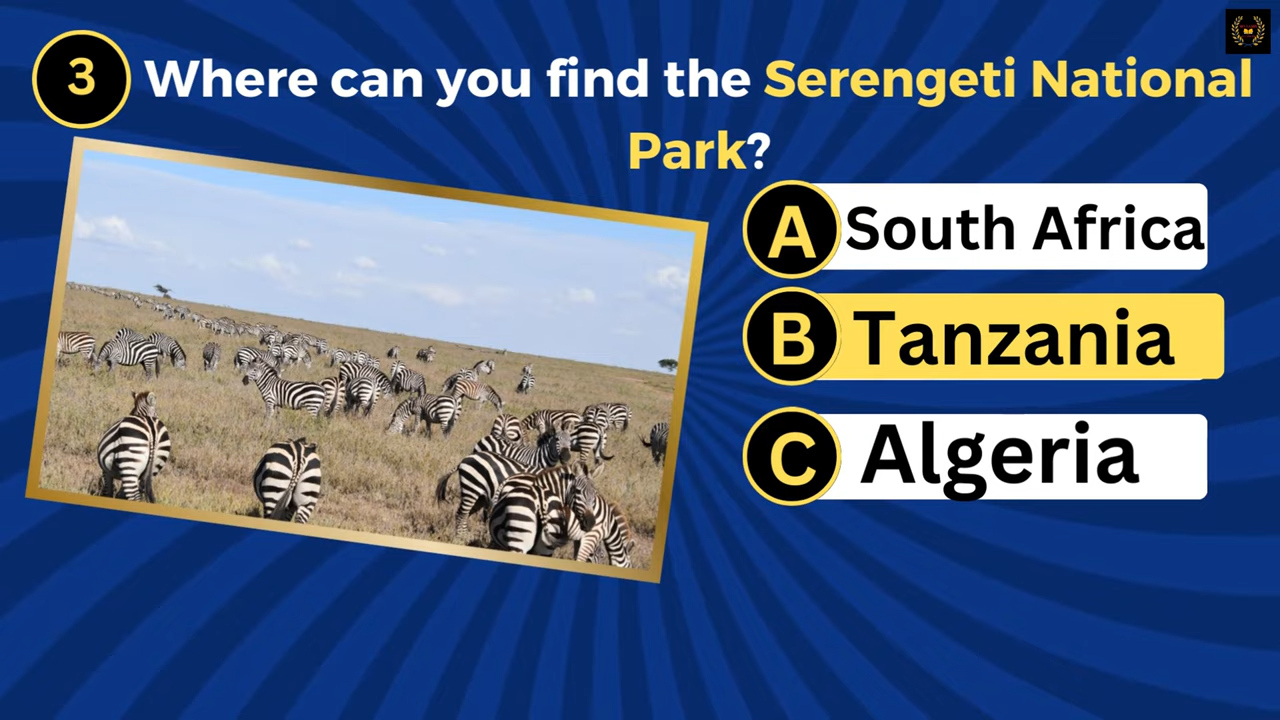 3 Where can you find the Serengeti National
Park?
A South Africa
B Tanzania
C Algeria